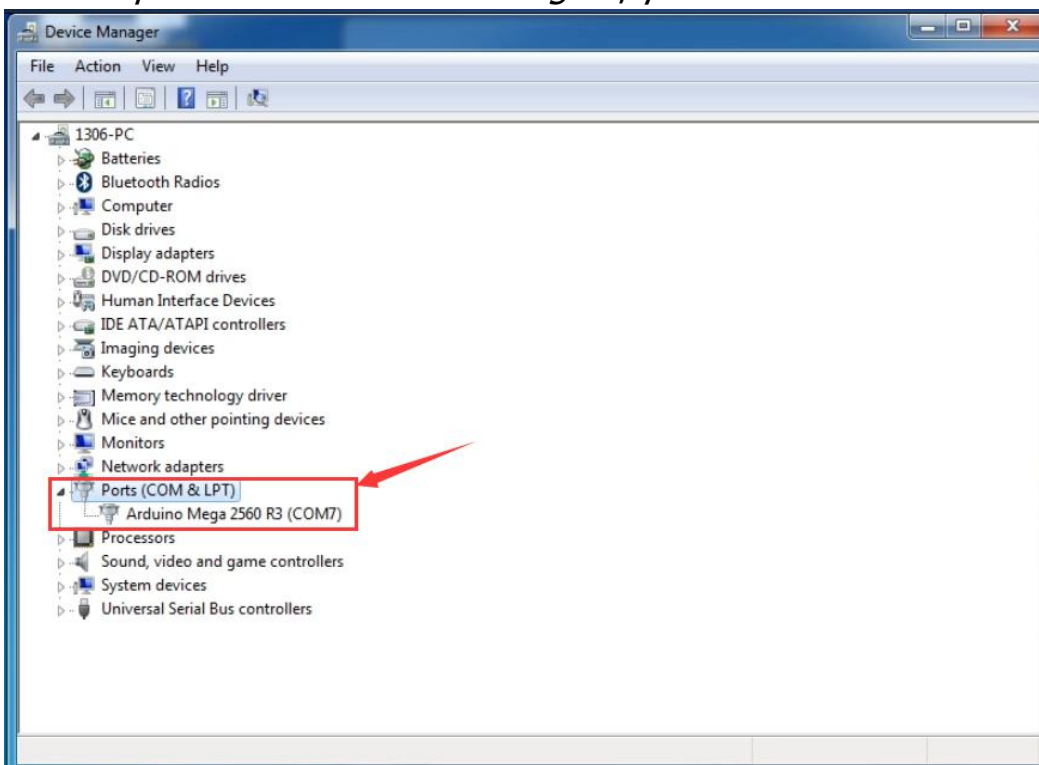 Device Manager
File Action View Help
1306-PC
Batteries
Bluetooth Radios
Computer
Disk drives
Display adapters
DVD/CD-ROM drives
Human Interface Devices
IDE ATA/ATAPI controllers
Imaging devices
Keyboards
Memory technology driver
Mice and other pointing devices
Monitors
Network adapters
Ports (COM & LPT)
Arduino Mega 2560 R3 (COM7)
Processors
Sound, video and game controllers
System devices
Universal Serial Bus controllers